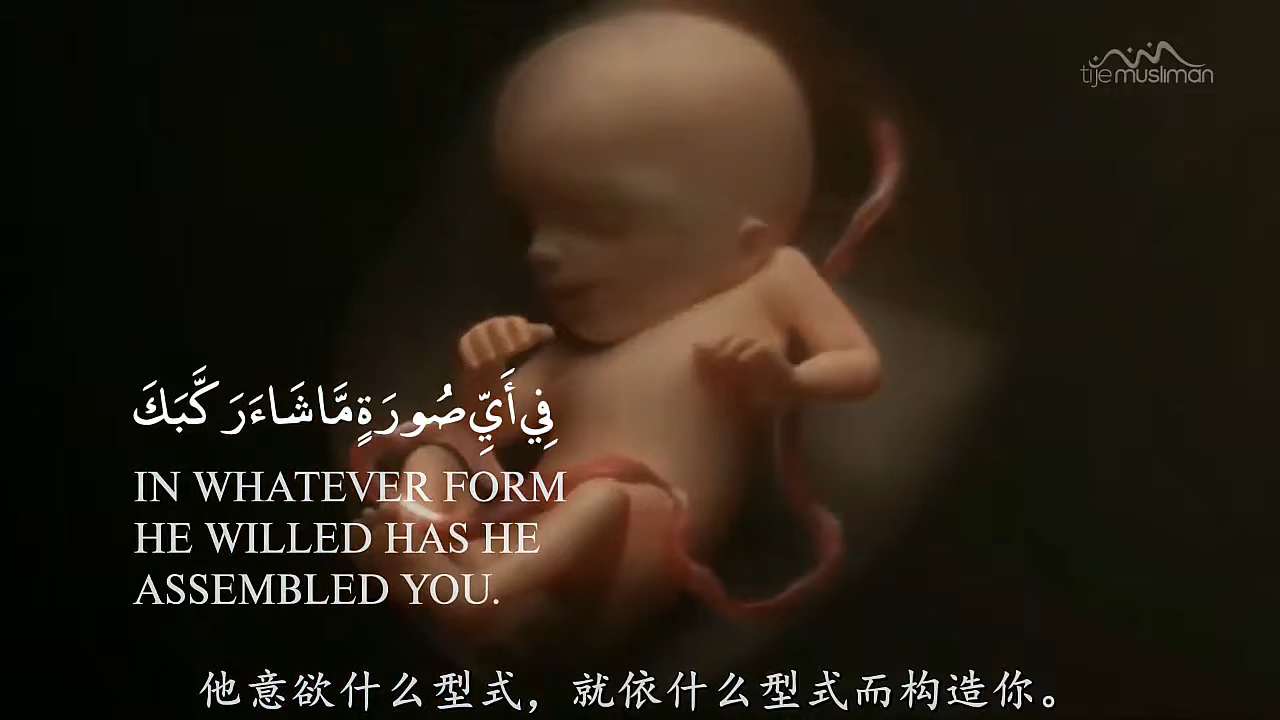 tijemusliman
فِي أَيِّ صُورَةٍ مَّا شَاءَ رَكَّبَكَ
IN WHATEVER FORM
HE WILLED HAS HE
ASSEMBLED YOU.
他意欲什么型式，就依什么型式而构造你。